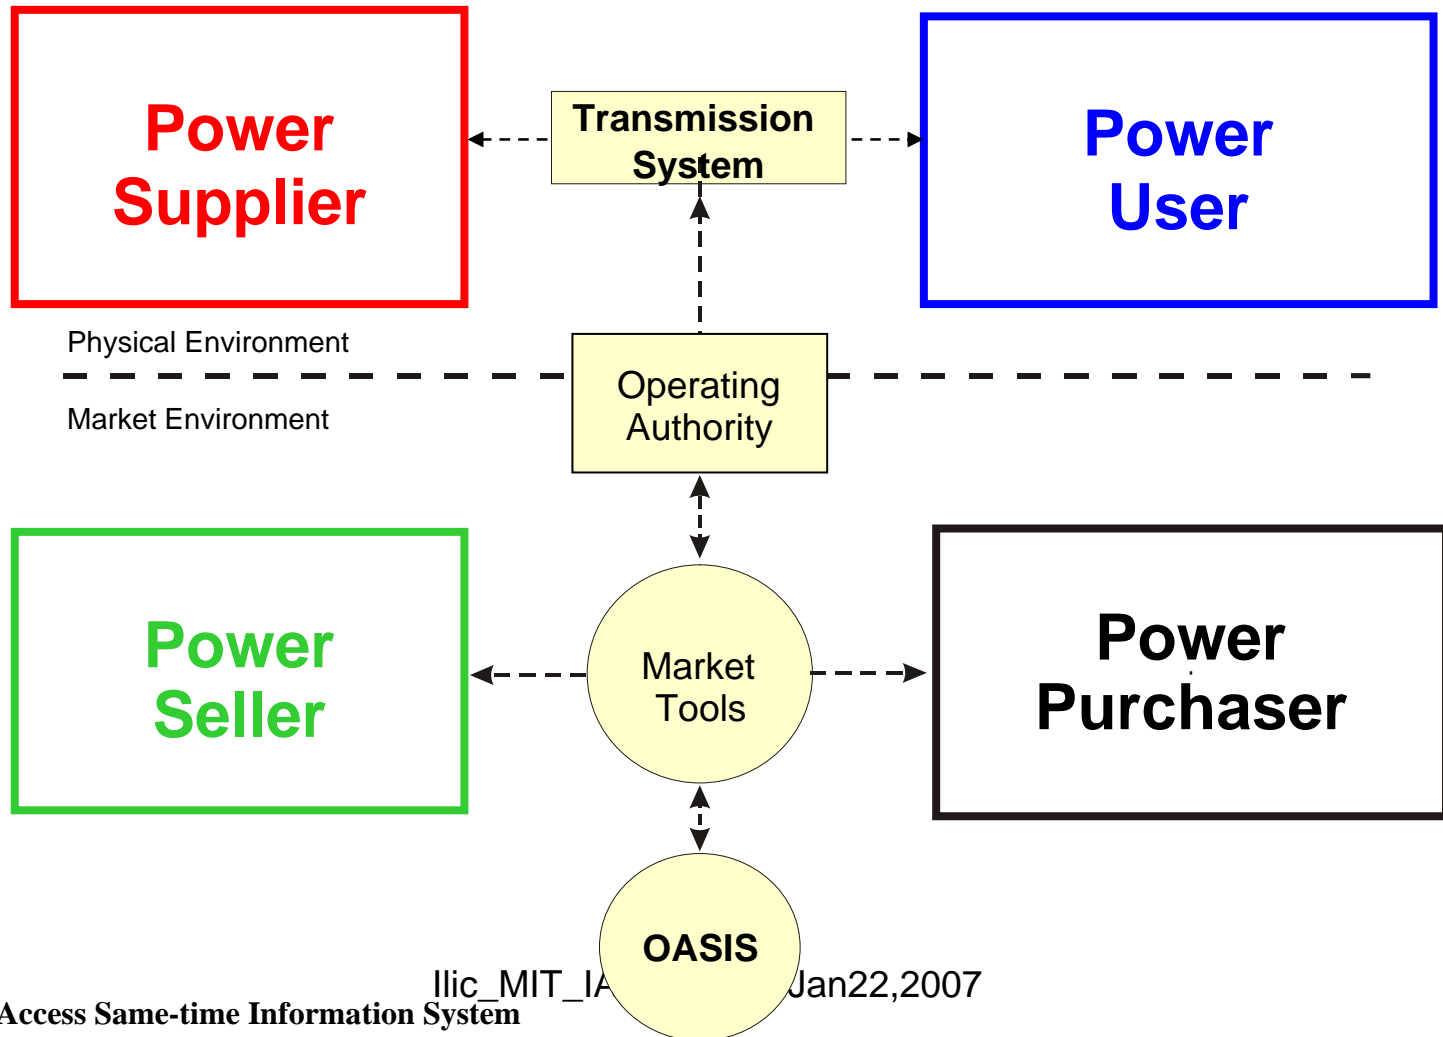 Power
Supplier
Transmission
System
Power
User
Physical Environment
Market Environment
Operating
Authority
Power
Seller
Market
Tools
Power
Purchaser
OASIS
Ilic_MIT_IA Jan22,2007
Access Same-time Information System